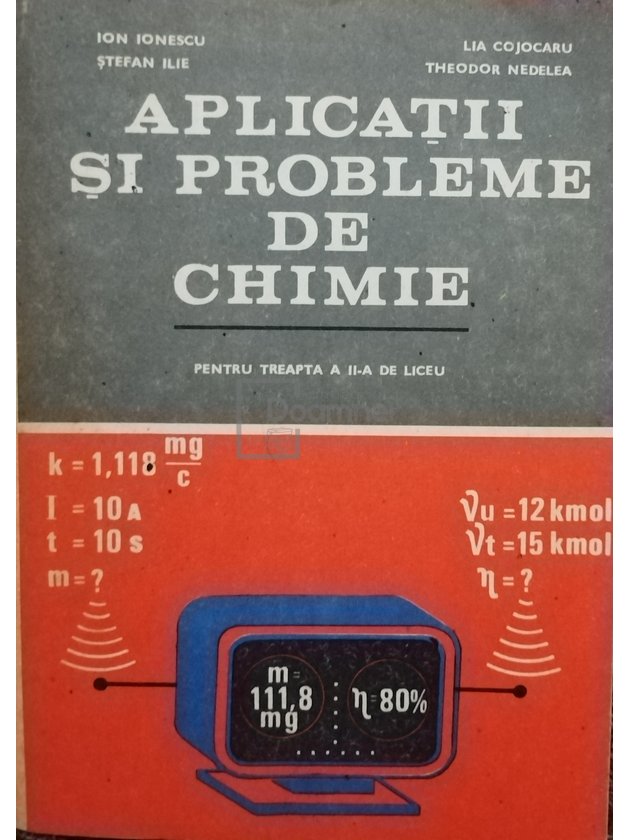 ION IONESCU
ȘTEFAN ILIE
LIA COJOCARU
THEODOR NEDELEA
APLICAȚII
ȘI PROBLEME
DE
CHIMIE
PENTRU TREAPTA A II-A DE LICEU
k = 1,118 mg/c
I = 10 A
t = 10 s
m = ?
νu = 12 kmol
νt = 15 kmol
η = ?
m =
111,8
mg
η = 80%